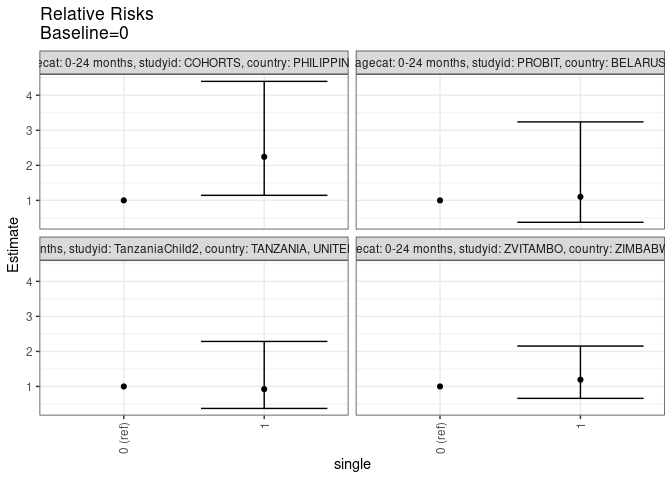 Relative Risks
Baseline=0
ecat: 0-24 months, studyid: COHORTS, country: PHILIPPIN
agecat: 0-24 months, studyid: PROBIT, country: BELARUS
4
3
2
1
nths, studyid: TanzaniaChild2, country: TANZANIA, UNITE
ecat: 0-24 months, studyid: ZVITAMBO, country: ZIMBABW
4
3
2
1
Estimate
0 (ref)
1
0 (ref)
1
single